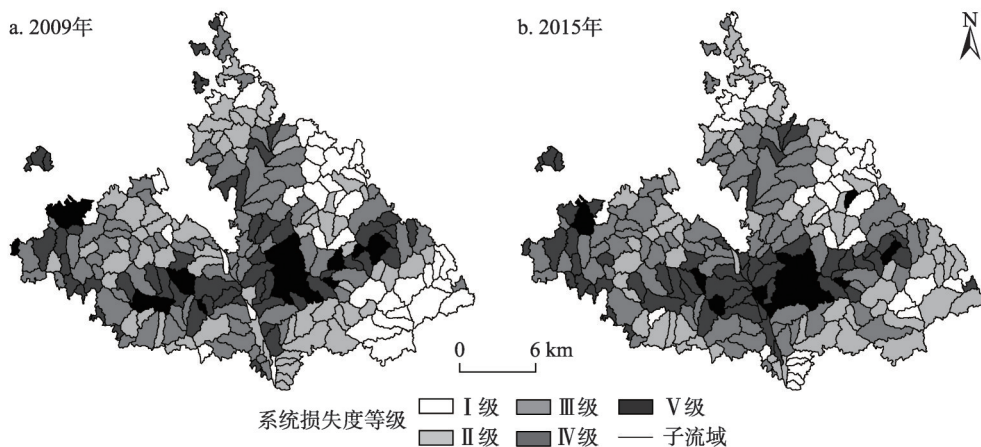 a. 2009年
b. 2015年
N
0 6 km
系统损失度等级
Ⅰ级 Ⅲ级 Ⅴ级
Ⅱ级 Ⅳ级 子流域